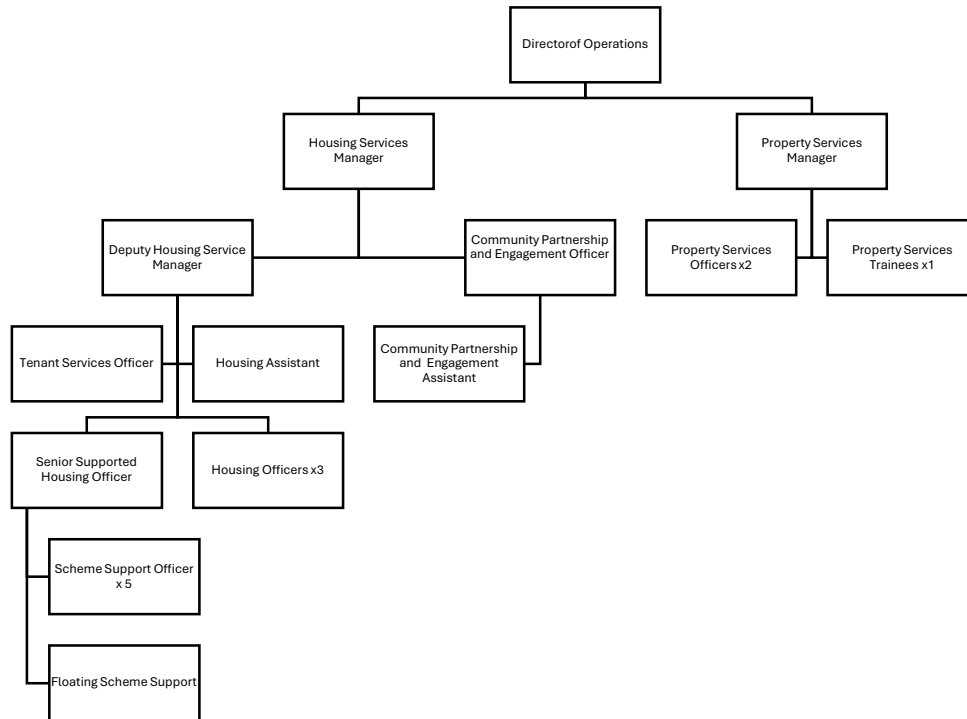 Director of Operations
Housing Services
Manager
Property Services
Manager
Deputy Housing Service
Manager
Community Partnership
and Engagement Officer
Property Services
Officers x2
Property Services
Trainees x1
Tenant Services Officer
Housing Assistant
Community Partnership
and Engagement
Assistant
Senior Supported
Housing Officer
Housing Officers x3
Scheme Support Officer
x 5
Floating Scheme Support